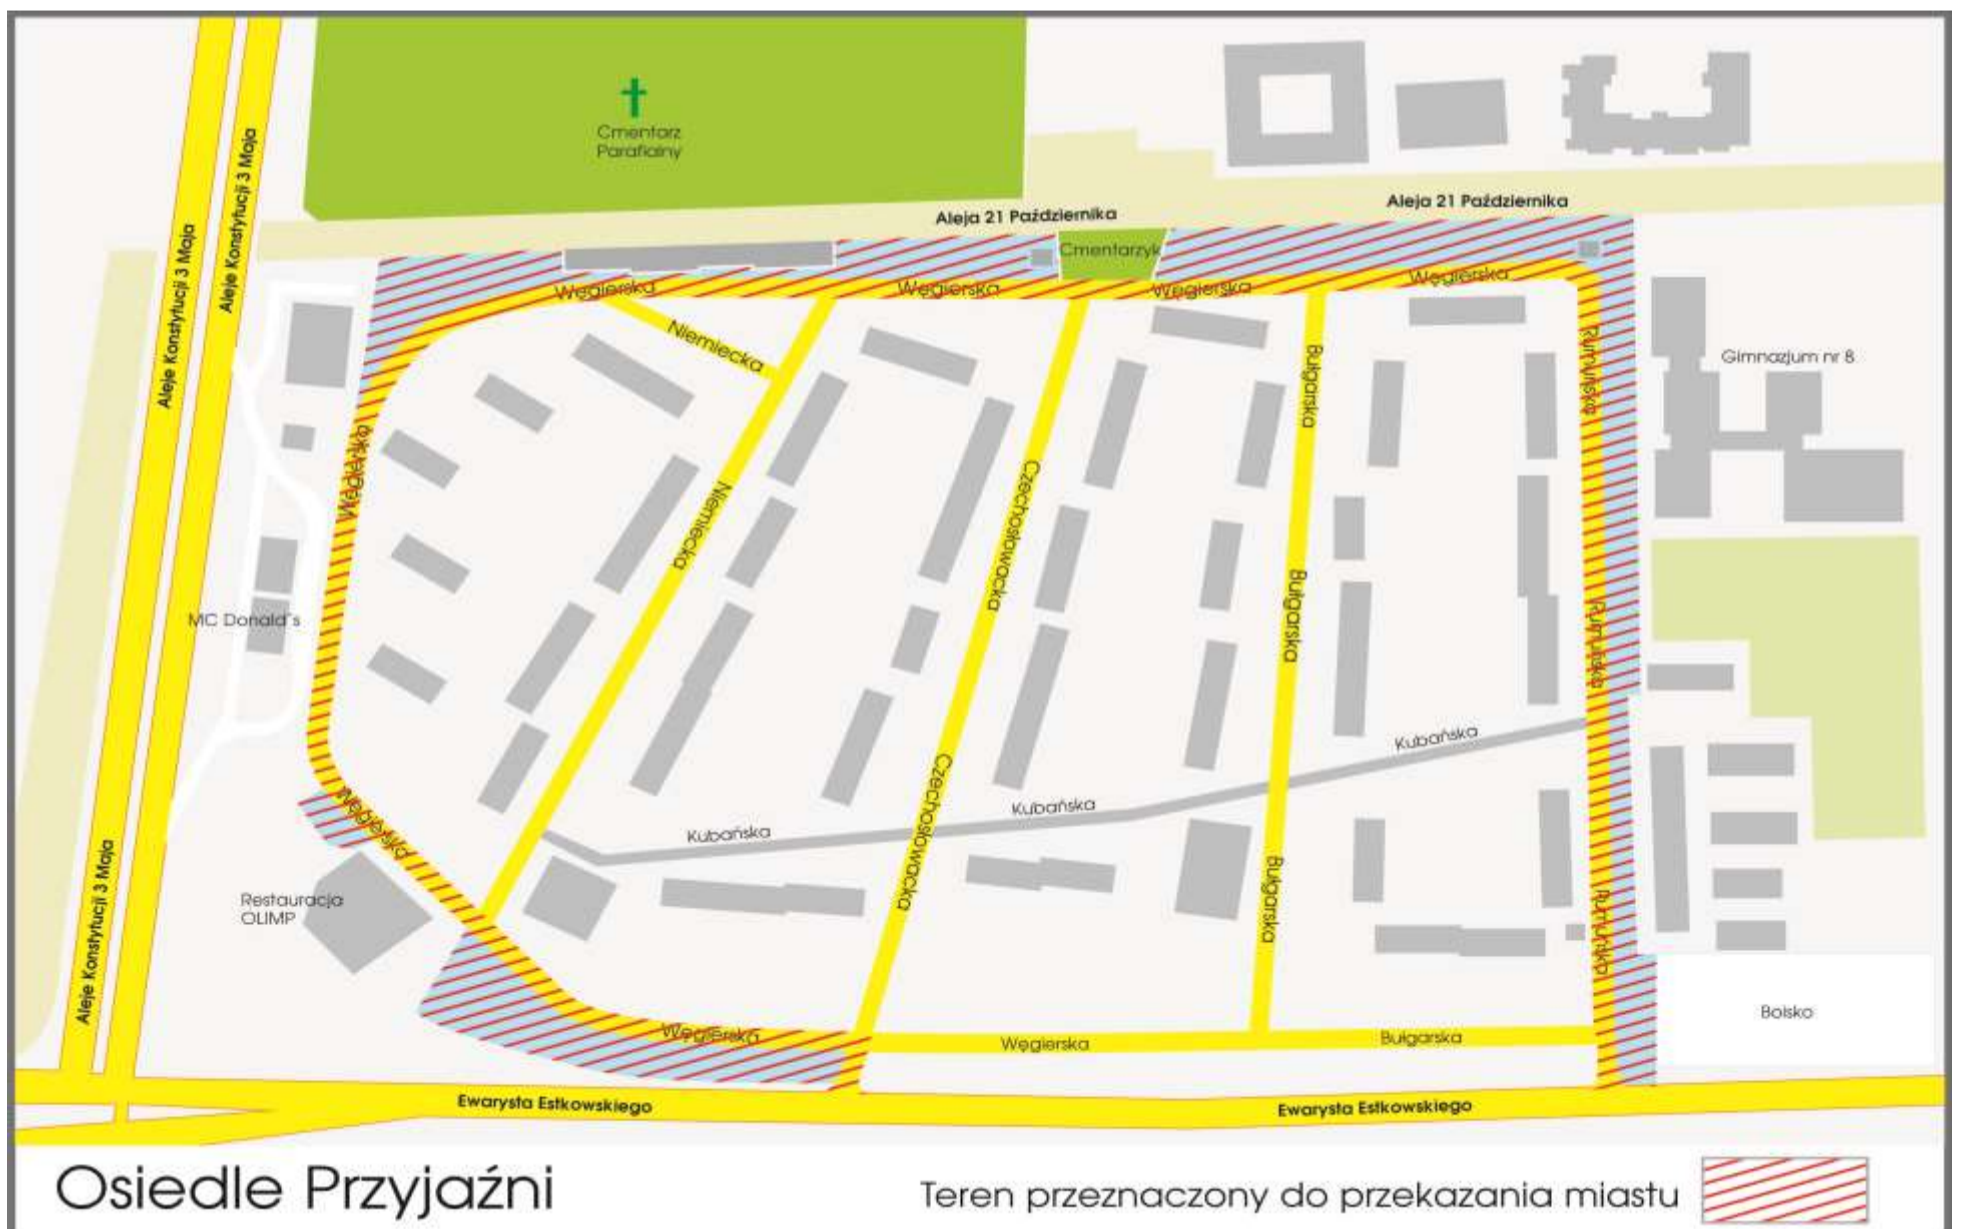 Cmentarz
Parafialny
Aleje Konstytucji 3 Maja
Aleje Konstytucji 3 Maja
Aleja 21 Października
Aleja 21 Października
Cmentarzyk
Węgierska
Węgierska
Węgierska
Węgierska
Niemiecka
Bułgarska
Rumuńska
Gimnazjum nr 8
Węgierska
Niemiecka
Czechosłowacka
Bułgarska
Rumuńska
MC Donald's
Kubańska
Kubańska
Kubańska
Węgierska
Czechosłowacka
Aleje Konstytucji 3 Maja
Restauracja
OLIMP
Bułgarska
Rumuńska
Boisko
Węgierska
Węgierska
Bułgarska
Ewarysta Estkowskiego
Ewarysta Estkowskiego
Osiedle Przyjaźni
Teren przeznaczony do przekazania miastu